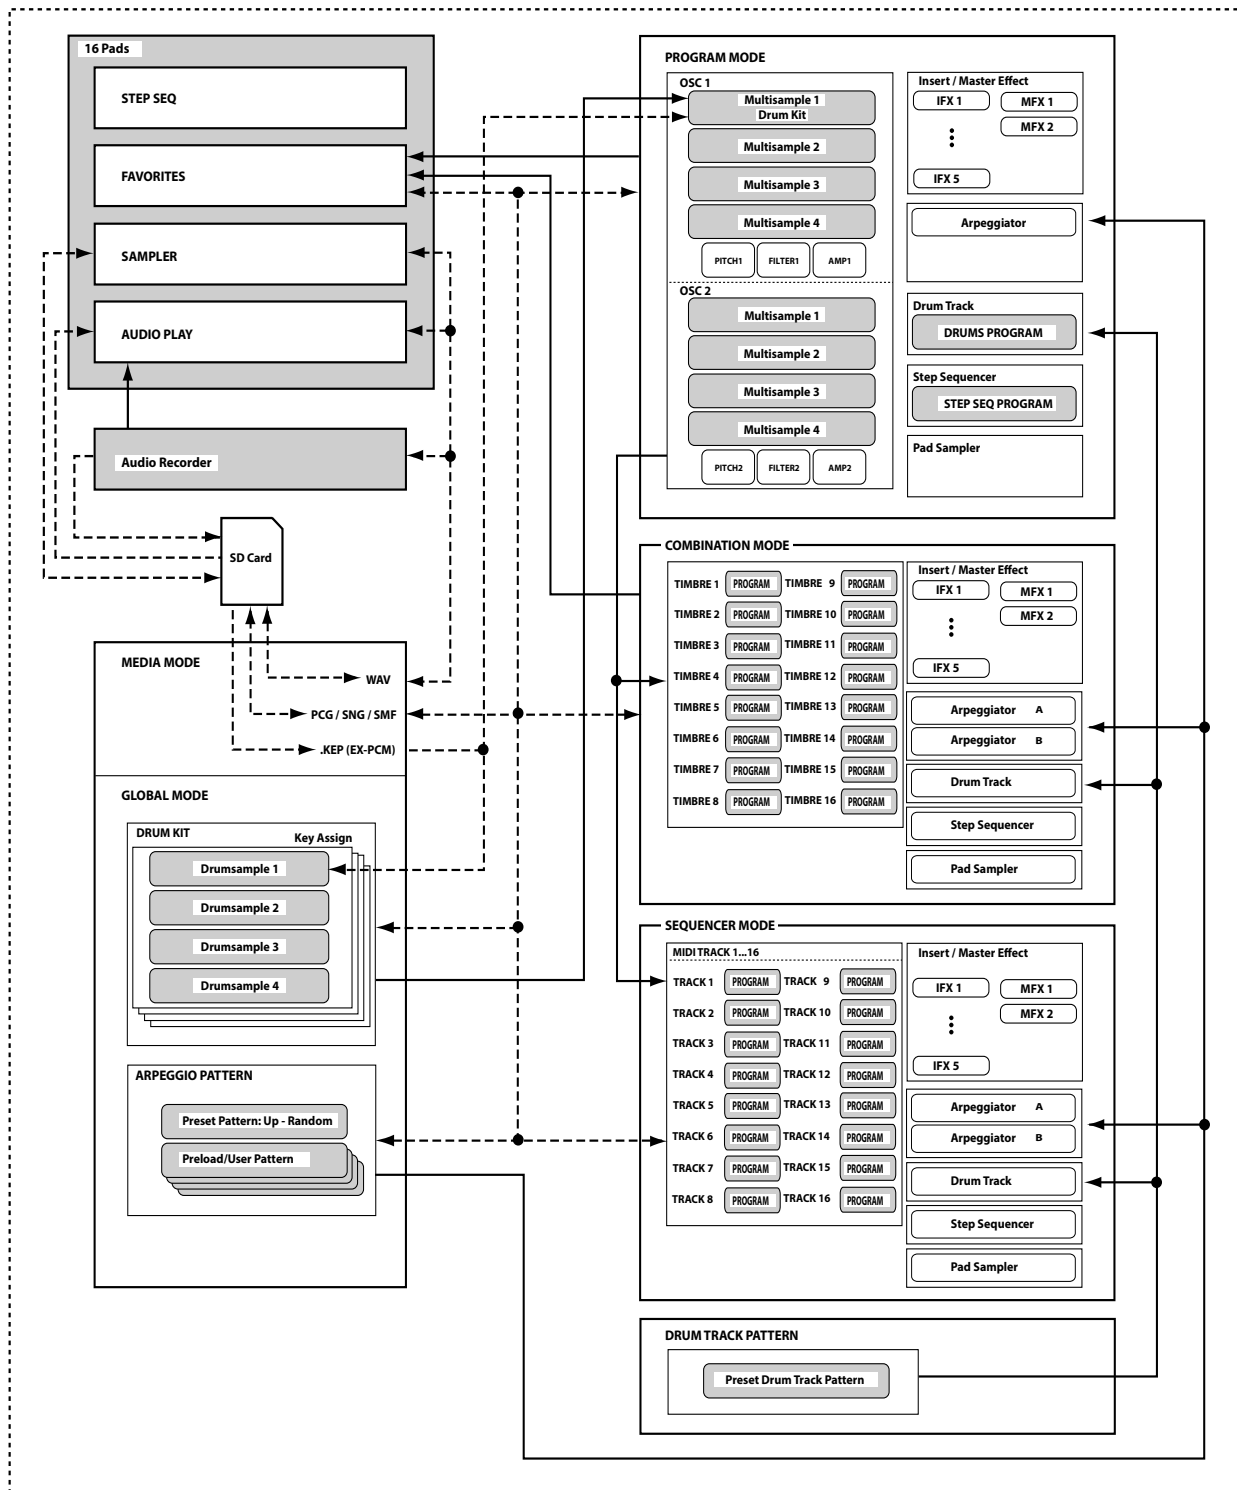 16 Pads
STEP SEQ
FAVORITES
SAMPLER
AUDIO PLAY
Audio Recorder
SD Card
MEDIA MODE
WAV
PCG / SNG / SMF
.KEP (EX-PCM)
GLOBAL MODE
DRUM KIT
Key Assign
Drumsample 1
Drumsample 2
Drumsample 3
Drumsample 4
ARPEGGIO PATTERN
Preset Pattern: Up - Random
Preload/User Pattern
PROGRAM MODE
OSC 1
Multisample 1
Drum Kit
Multisample 2
Multisample 3
Multisample 4
PITCH1 FILTER1 AMP1
OSC 2
Multisample 1
Multisample 2
Multisample 3
Multisample 4
PITCH2 FILTER2 AMP2
Insert / Master Effect
IFX 1 MFX 1
MFX 2
IFX 5
Arpeggiator
Drum Track
DRUMS PROGRAM
Step Sequencer
STEP SEQ PROGRAM
Pad Sampler
COMBINATION MODE
TIMBRE 1 PROGRAM TIMBRE 9 PROGRAM
TIMBRE 2 PROGRAM TIMBRE 10 PROGRAM
TIMBRE 3 PROGRAM TIMBRE 11 PROGRAM
TIMBRE 4 PROGRAM TIMBRE 12 PROGRAM
TIMBRE 5 PROGRAM TIMBRE 13 PROGRAM
TIMBRE 6 PROGRAM TIMBRE 14 PROGRAM
TIMBRE 7 PROGRAM TIMBRE 15 PROGRAM
TIMBRE 8 PROGRAM TIMBRE 16 PROGRAM
Insert / Master Effect
IFX 1 MFX 1
MFX 2
IFX 5
Arpeggiator A
Arpeggiator B
Drum Track
Step Sequencer
Pad Sampler
SEQUENCER MODE
MIDI TRACK 1...16
TRACK 1 PROGRAM TRACK 9 PROGRAM
TRACK 2 PROGRAM TRACK 10 PROGRAM
TRACK 3 PROGRAM TRACK 11 PROGRAM
TRACK 4 PROGRAM TRACK 12 PROGRAM
TRACK 5 PROGRAM TRACK 13 PROGRAM
TRACK 6 PROGRAM TRACK 14 PROGRAM
TRACK 7 PROGRAM TRACK 15 PROGRAM
TRACK 8 PROGRAM TRACK 16 PROGRAM
Insert / Master Effect
IFX 1 MFX 1
MFX 2
IFX 5
Arpeggiator A
Arpeggiator B
Drum Track
Step Sequencer
Pad Sampler
DRUM TRACK PATTERN
Preset Drum Track Pattern